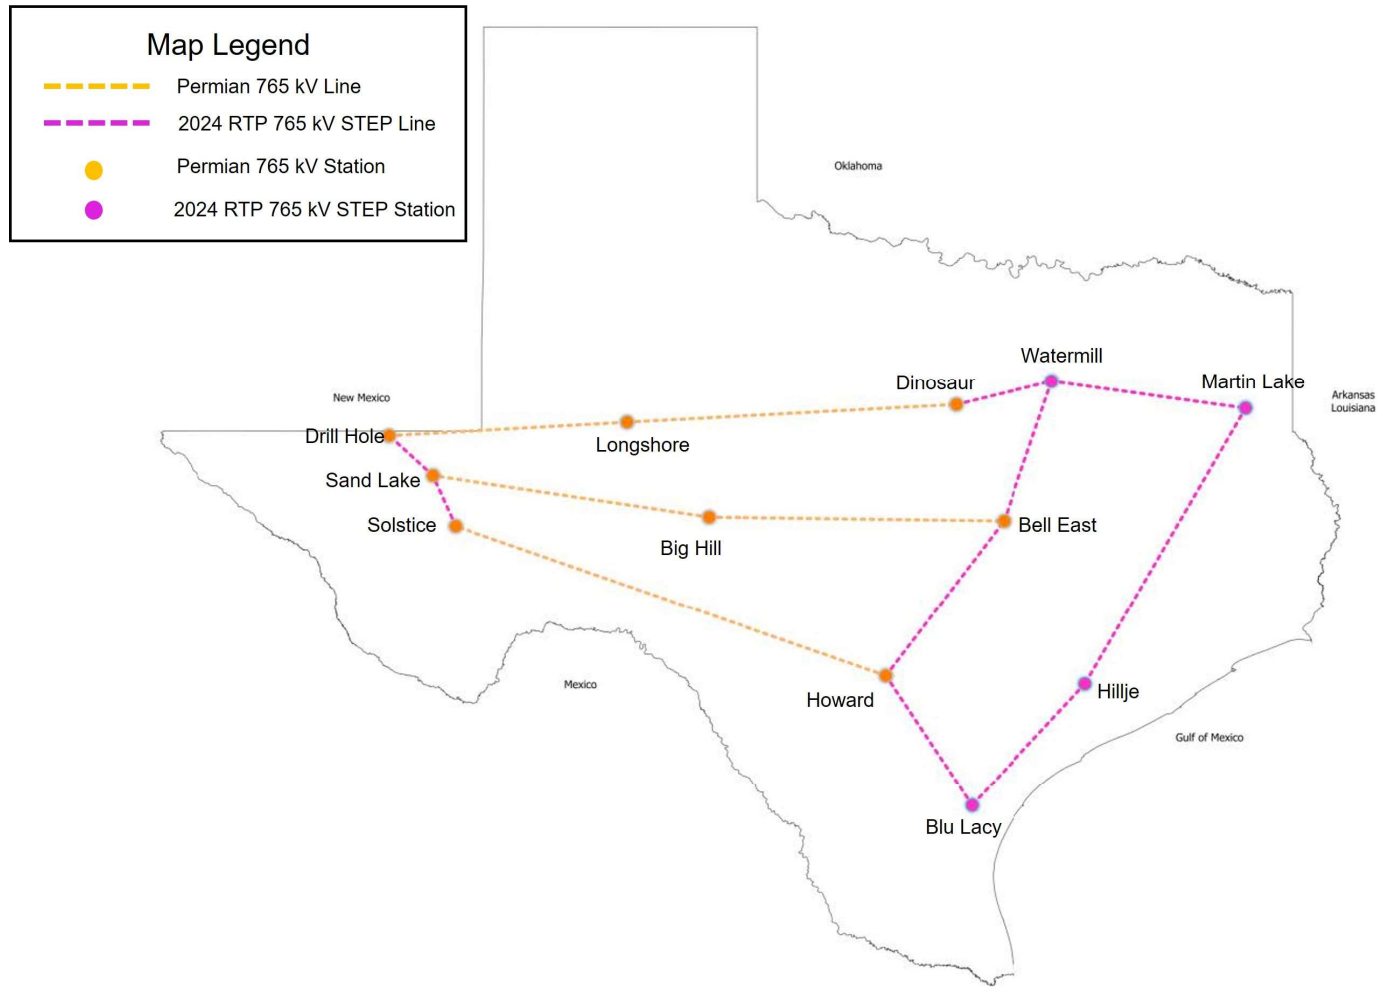 Map Legend
Permian 765 kV Line
2024 RTP 765 kV STEP Line
Permian 765 kV Station
2024 RTP 765 kV STEP Station
Oklahoma
Watermill
Dinosaur
Martin Lake
New Mexico
Arkansas
Louisiana
Drill Hole
Longshore
Sand Lake
Solstice
Bell East
Big Hill
Mexico
Howard
Hillje
Gulf of Mexico
Blu Lacy